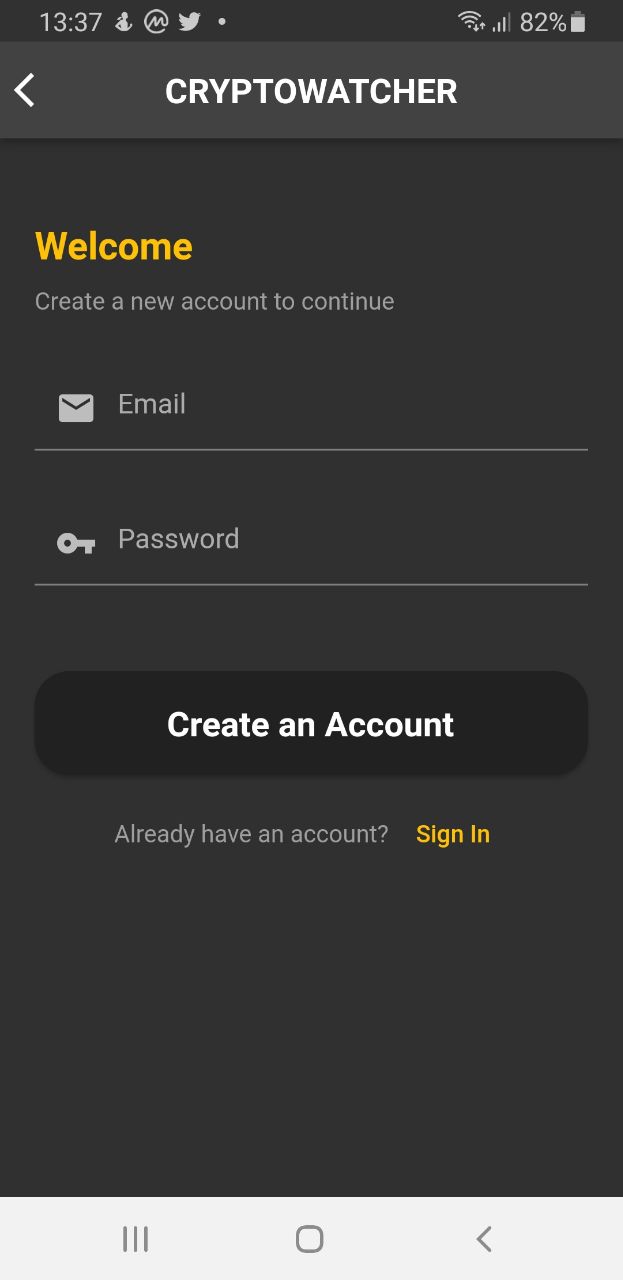 13:37 82%
CRYPTOWATCHER
Welcome
Create a new account to continue
Email
Password
Create an Account
Already have an account? Sign In